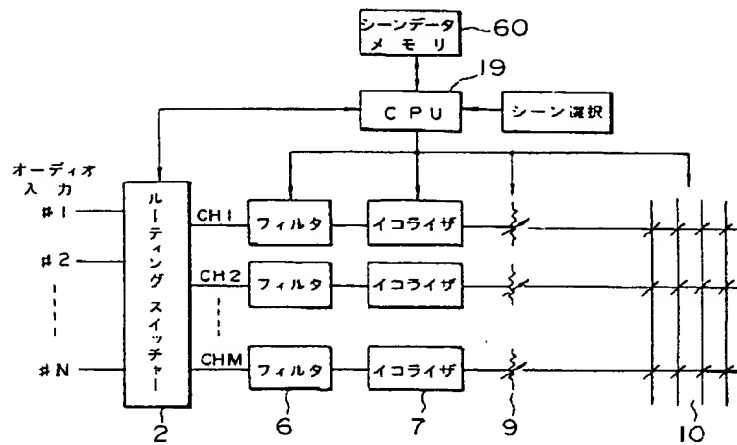 シーンデータ
メモリ
60
19
CPU
シーン選択
オーディオ
入力
#1
#2
#N
ルーティングスイッチャー
CH1
フィルタ
イコライザ
CH2
フィルタ
イコライザ
CHM
フィルタ
イコライザ
2
6
7
9
10